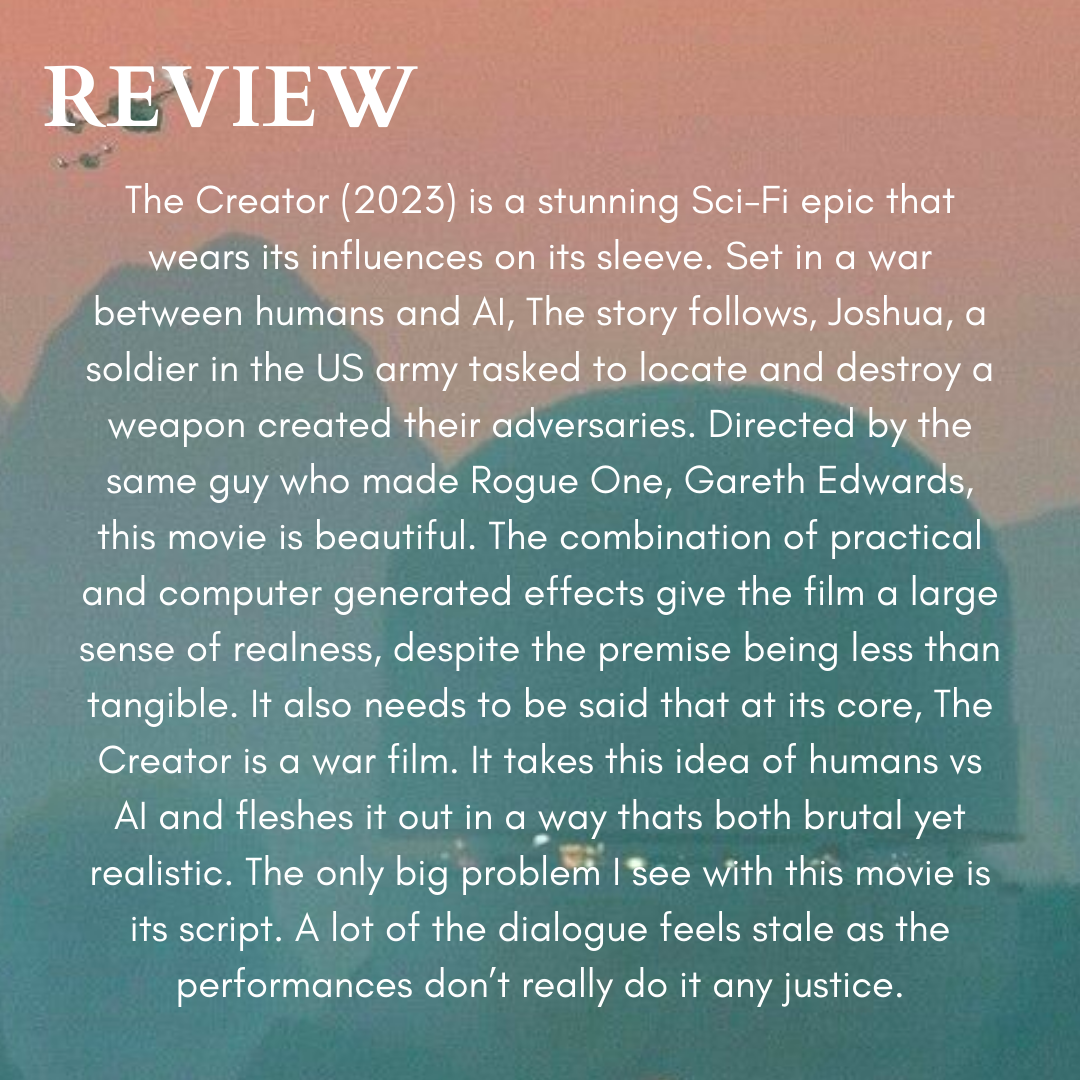 REVIEW
The Creator (2023) is a stunning Sci-Fi epic that
wears its influences on its sleeve. Set in a war
between humans and AI, The story follows, Joshua, a
soldier in the US army tasked to locate and destroy a
weapon created their adversaries. Directed by the
same guy who made Rogue One, Gareth Edwards,
this movie is beautiful. The combination of practical
and computer generated effects give the film a large
sense of realness, despite the premise being less than
tangible. It also needs to be said that at its core, The
Creator is a war film. It takes this idea of humans vs
AI and fleshes it out in a way thats both brutal yet
realistic. The only big problem I see with this movie is
its script. A lot of the dialogue feels stale as the
performances don’t really do it any justice.